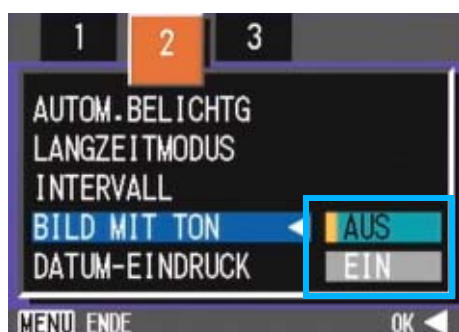 1 2 3
AUTOM.BELICHTG
LANGZEITMODUS
INTERVALL
BILD MIT TON AUS
DATUM-EINDRUCK EIN
MENU ENDE OK